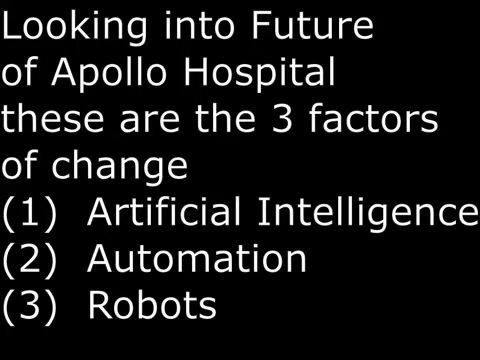 Looking into Future
of Apollo Hospital
these are the 3 factors
of change
(1) Artificial Intelligence
(2) Automation
(3) Robots